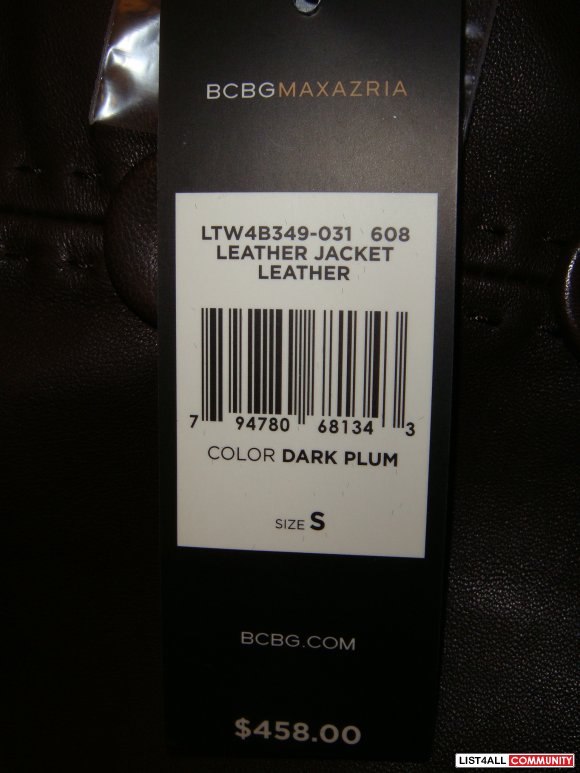 BCBGMAXAZRIA
LTW4B349-031 608
LEATHER JACKET
LEATHER
7 94780 68134 3
COLOR DARK PLUM
SIZE S
BCBG.COM
$458.00
LIST4ALL COMMUNITY